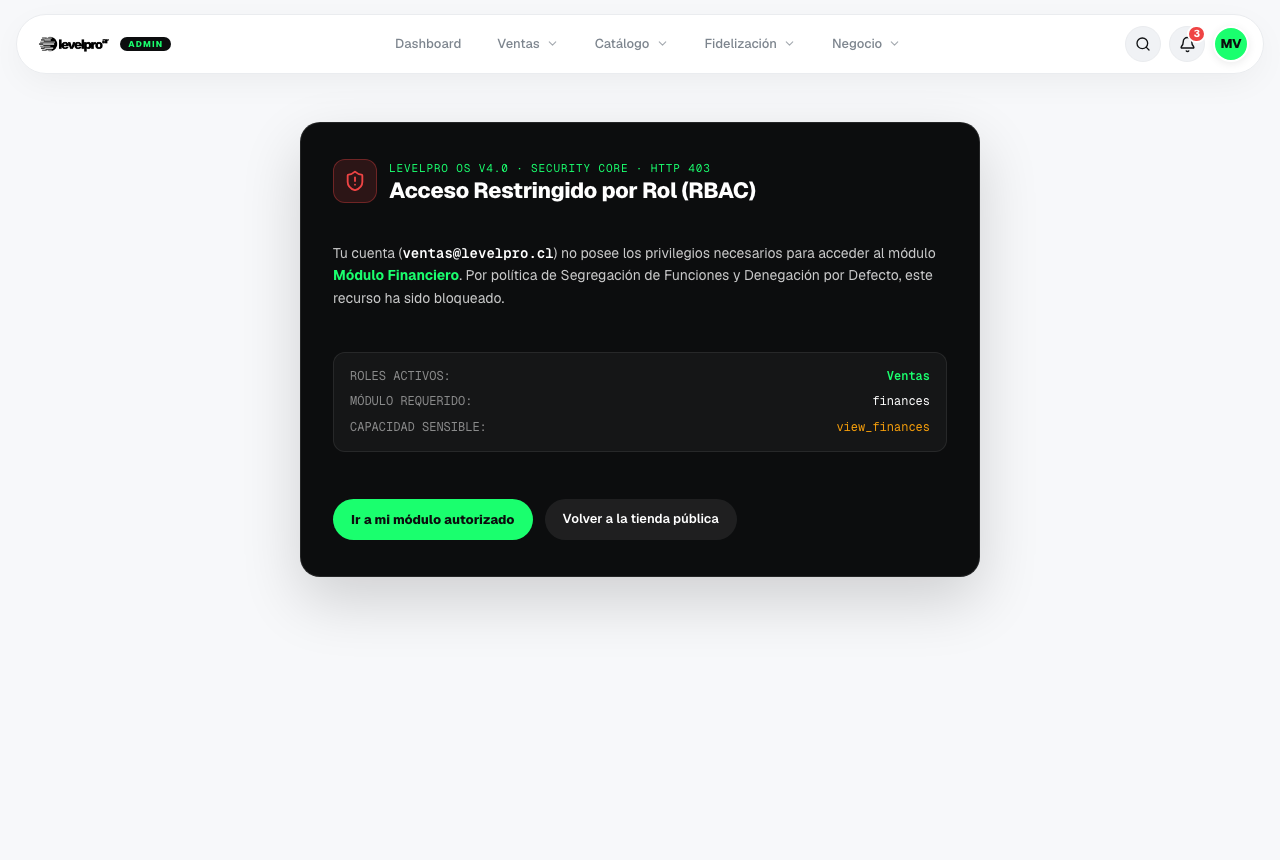 levelpro
ADMIN
Dashboard
Ventas
Catálogo
Fidelización
Negocio
3
MV
LEVELPRO OS V4.0 · SECURITY CORE · HTTP 403
Acceso Restringido por Rol (RBAC)
Tu cuenta (ventas@levelpro.cl) no posee los privilegios necesarios para acceder al módulo
Módulo Financiero. Por política de Segregación de Funciones y Denegación por Defecto, este
recurso ha sido bloqueado.
ROLES ACTIVOS: Ventas
MÓDULO REQUERIDO: finances
CAPACIDAD SENSIBLE: view_finances
Ir a mi módulo autorizado
Volver a la tienda pública